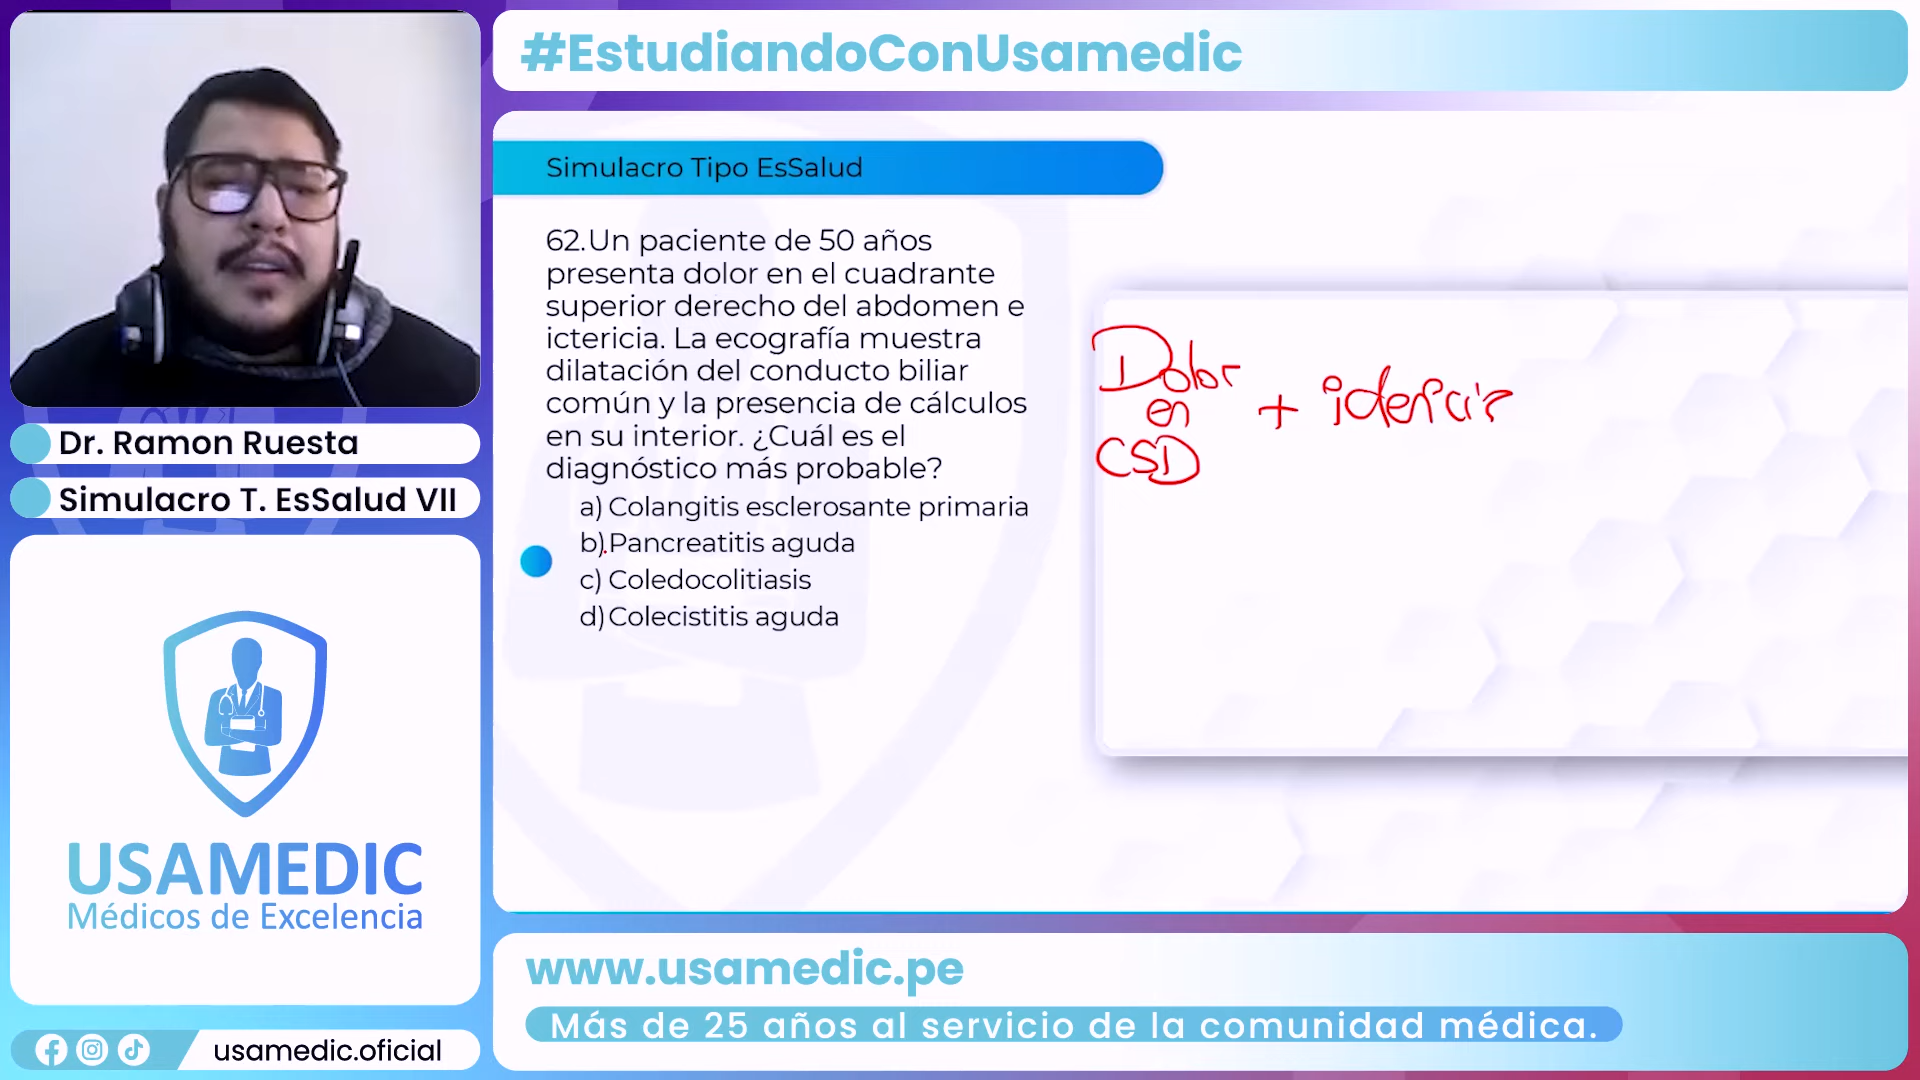 #EstudiandoConUsamedic
Simulacro Tipo EsSalud
62.Un paciente de 50 años
presenta dolor en el cuadrante
superior derecho del abdomen e
ictericia. La ecografía muestra
dilatación del conducto biliar
común y la presencia de cálculos
en su interior. ¿Cuál es el
diagnóstico más probable?
a) Colangitis esclerosante primaria
b) Pancreatitis aguda
c) Coledocolitiasis
d) Colecistitis aguda
Dolor
en
CSD
+ ictericia
Dr. Ramon Ruesta
Simulacro T. EsSalud VII
USAMEDIC
Médicos de Excelencia
usamedic.oficial
www.usamedic.pe
Más de 25 años al servicio de la comunidad médica.